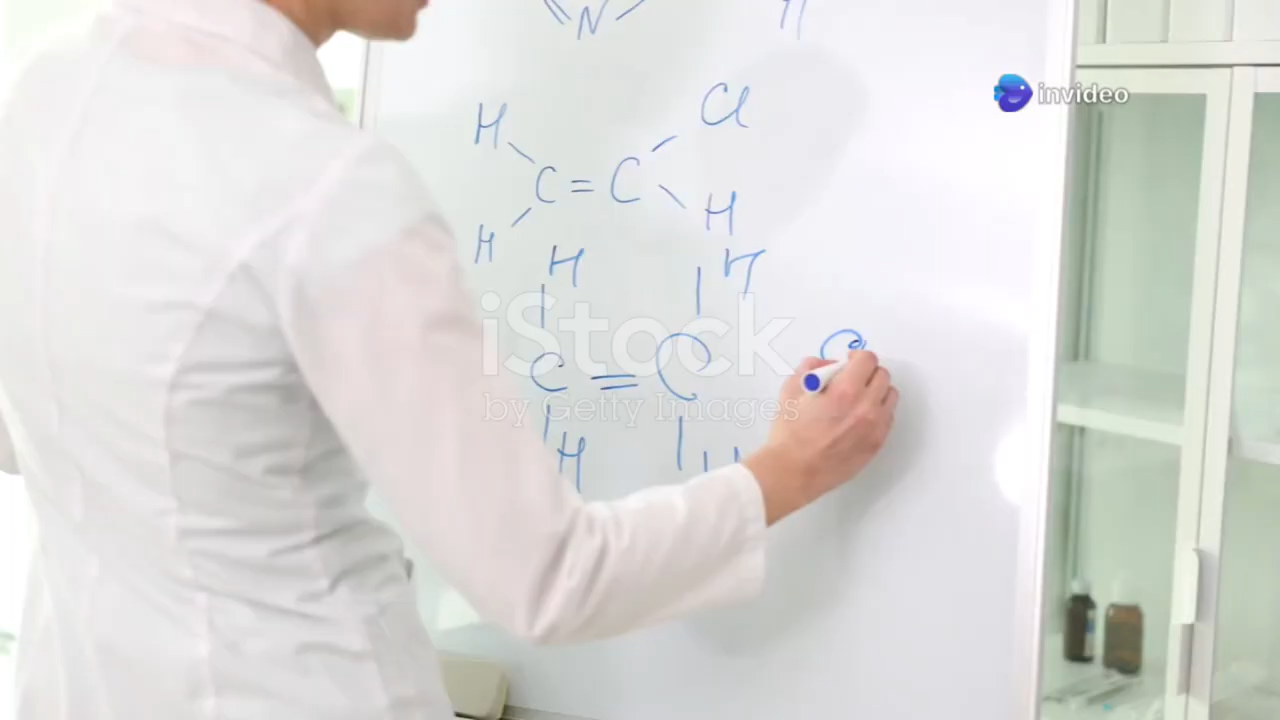 N H
invideo
Cl
H
C = C
H
H
H H
iStock
C = C C
by Getty Images
H H